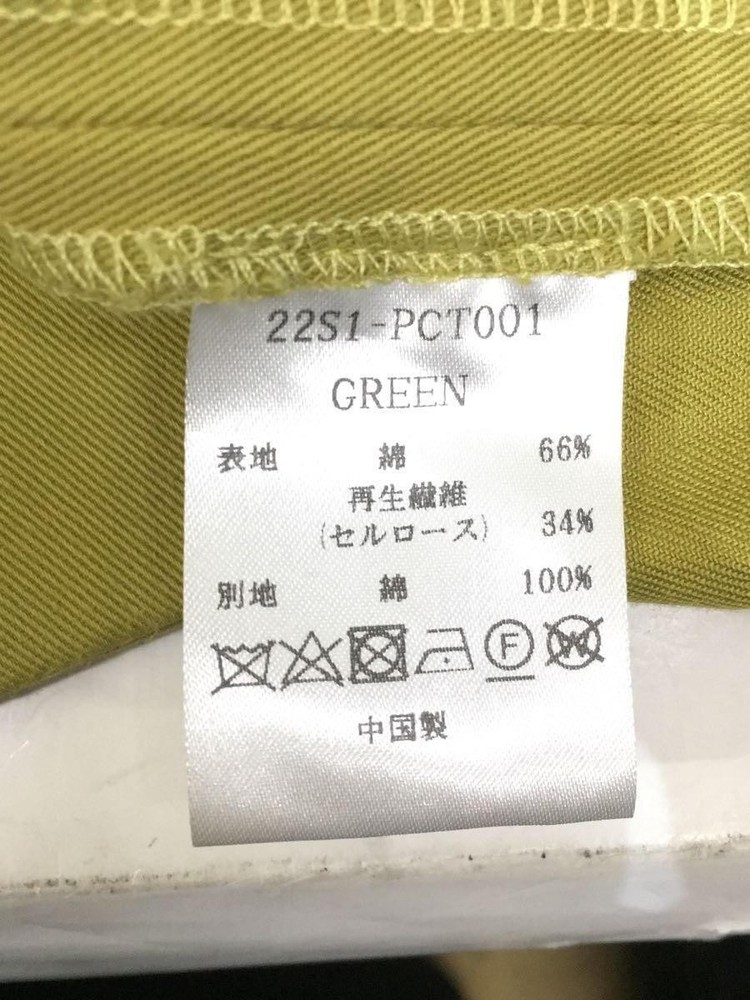 22S1-PCT001
GREEN
表地 綿 66%
再生繊維
(セルロース) 34%
別地 綿 100%
F W
中国製